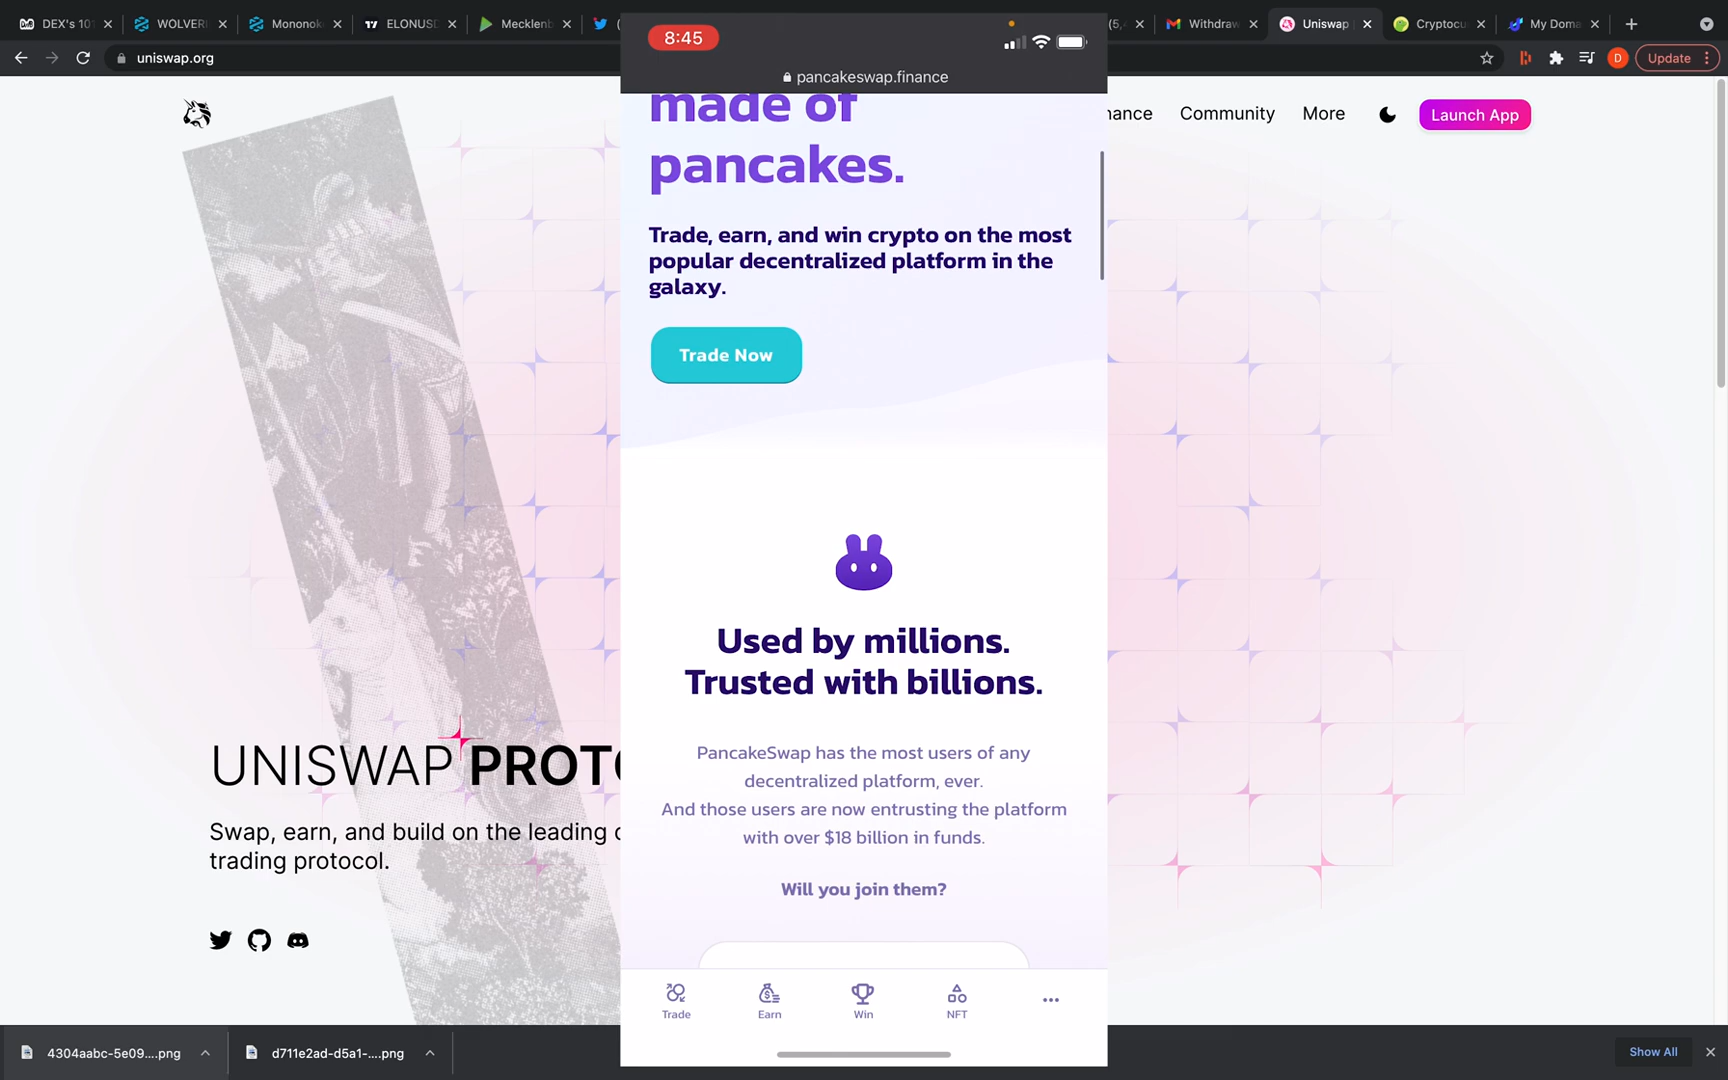 DEX's 101
WOLVERI
Mononok
ELONUSD
Mecklenb
(
(5,4
Withdraw
Uniswap
Cryptocu
My Doma
uniswap.org
D
Update
8:45
pancakeswap.finance
nance
Community
More
Launch App
made of
pancakes.
Trade, earn, and win crypto on the most
popular decentralized platform in the
galaxy.
Trade Now
Used by millions.
Trusted with billions.
PancakeSwap has the most users of any
decentralized platform, ever.
And those users are now entrusting the platform
with over $18 billion in funds.
Will you join them?
Trade
Earn
Win
NFT
UNISWAP PROTO
Swap, earn, and build on the leading
trading protocol.
4304aabc-5e09....png
d711e2ad-d5a1-....png
Show All